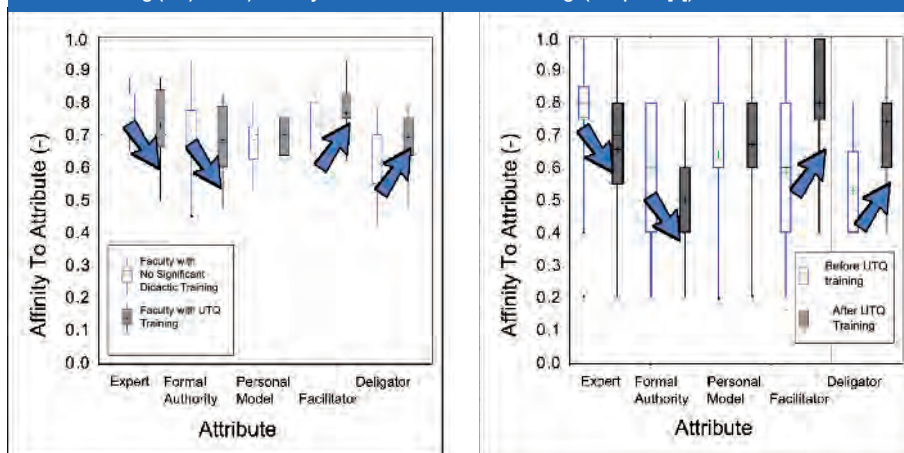 1.0
0.9
0.8
0.7
0.6
0.5
0.4
0.3
0.2
0.1
0.0
Affinity To Attribute (-)
Faculty with
No Significant
Didactic Training
Faculty with UTQ
Training
Expert
Formal
Authority
Personal
Model
Facilitator
Deligator
Attribute
1.0
0.9
0.8
0.7
0.6
0.5
0.4
0.3
0.2
0.1
0.0
Affinity To Attribute (-)
Before UTQ
training
After UTQ
Training
Expert
Formal
Authority
Personal
Model
Facilitator
Deligator
Attribute